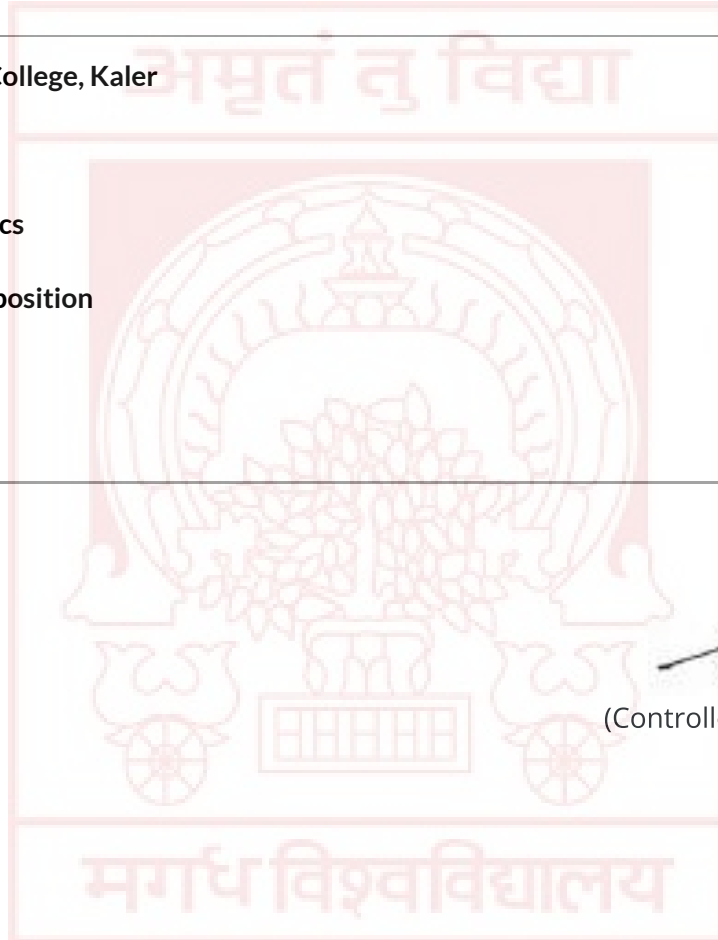 अमृतं तु विद्या
College, Kaler
cs
position
(Controll
मगध विश्वविद्यालय